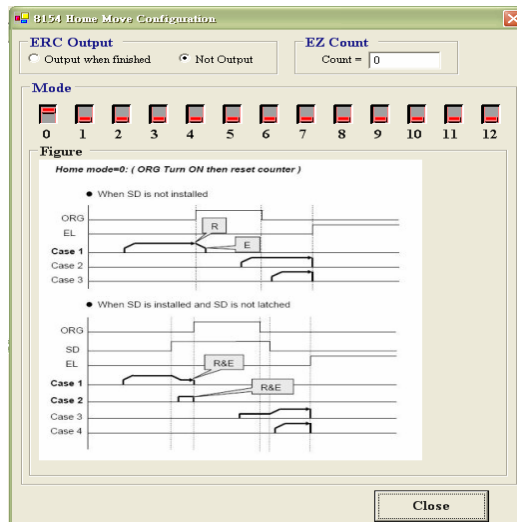 8154 Home Move Configuration
ERC Output
Output when finished
Not Output
EZ Count
Count =
0
Mode
0 1 2 3 4 5 6 7 8 9 10 11 12
Figure
Home mode=0: ( ORG Turn ON then reset counter )
● When SD is not installed
ORG
R
EL
E
Case 1
Case 2
Case 3
● When SD is installed and SD is not latched
ORG
SD
EL
R&E
Case 1
R&E
Case 2
Case 3
Case 4
Close